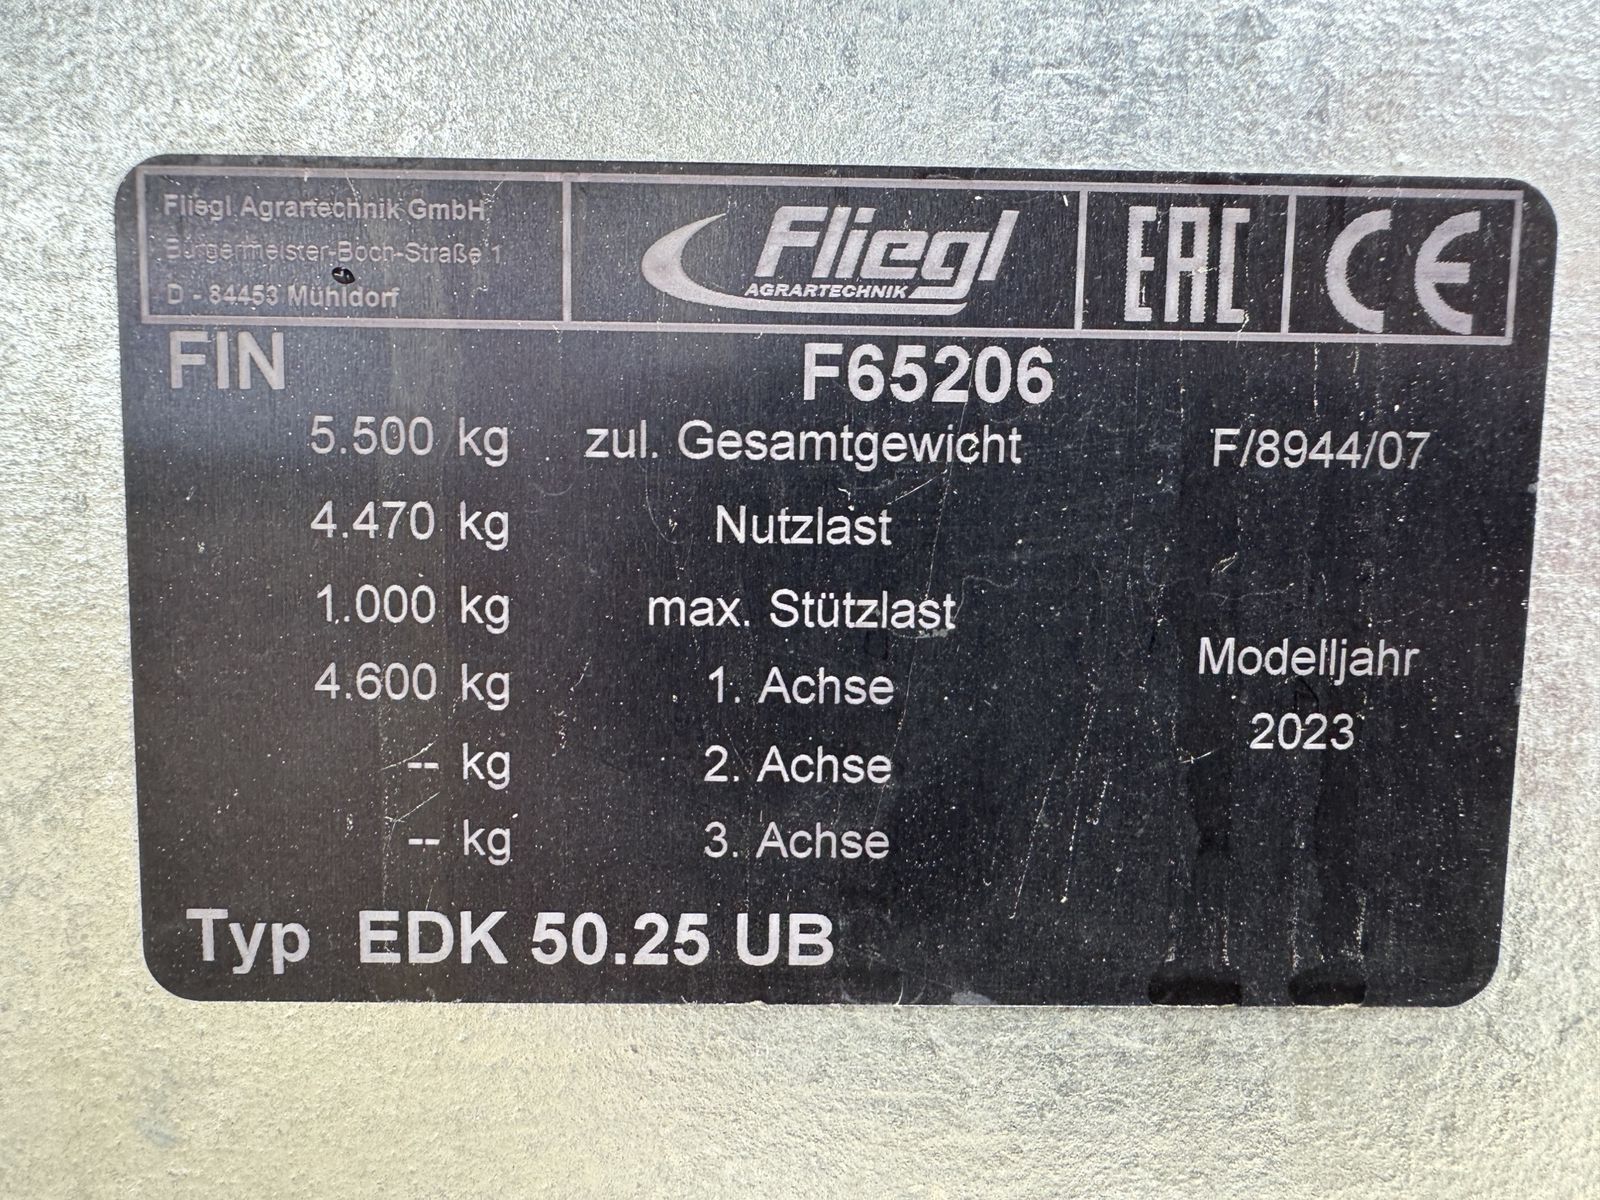 Fliegl Agrartechnik GmbH
Bürgermeister-Boch-Straße 1
D - 84453 Mühldorf
Fliegl
AGRARTECHNIK
EAC
CE
FIN F65206
5.500 kg zul. Gesamtgewicht F/8944/07
4.470 kg Nutzlast
1.000 kg max. Stützlast
4.600 kg 1. Achse Modelljahr
2023
-- kg 2. Achse
-- kg 3. Achse
Typ EDK 50.25 UB